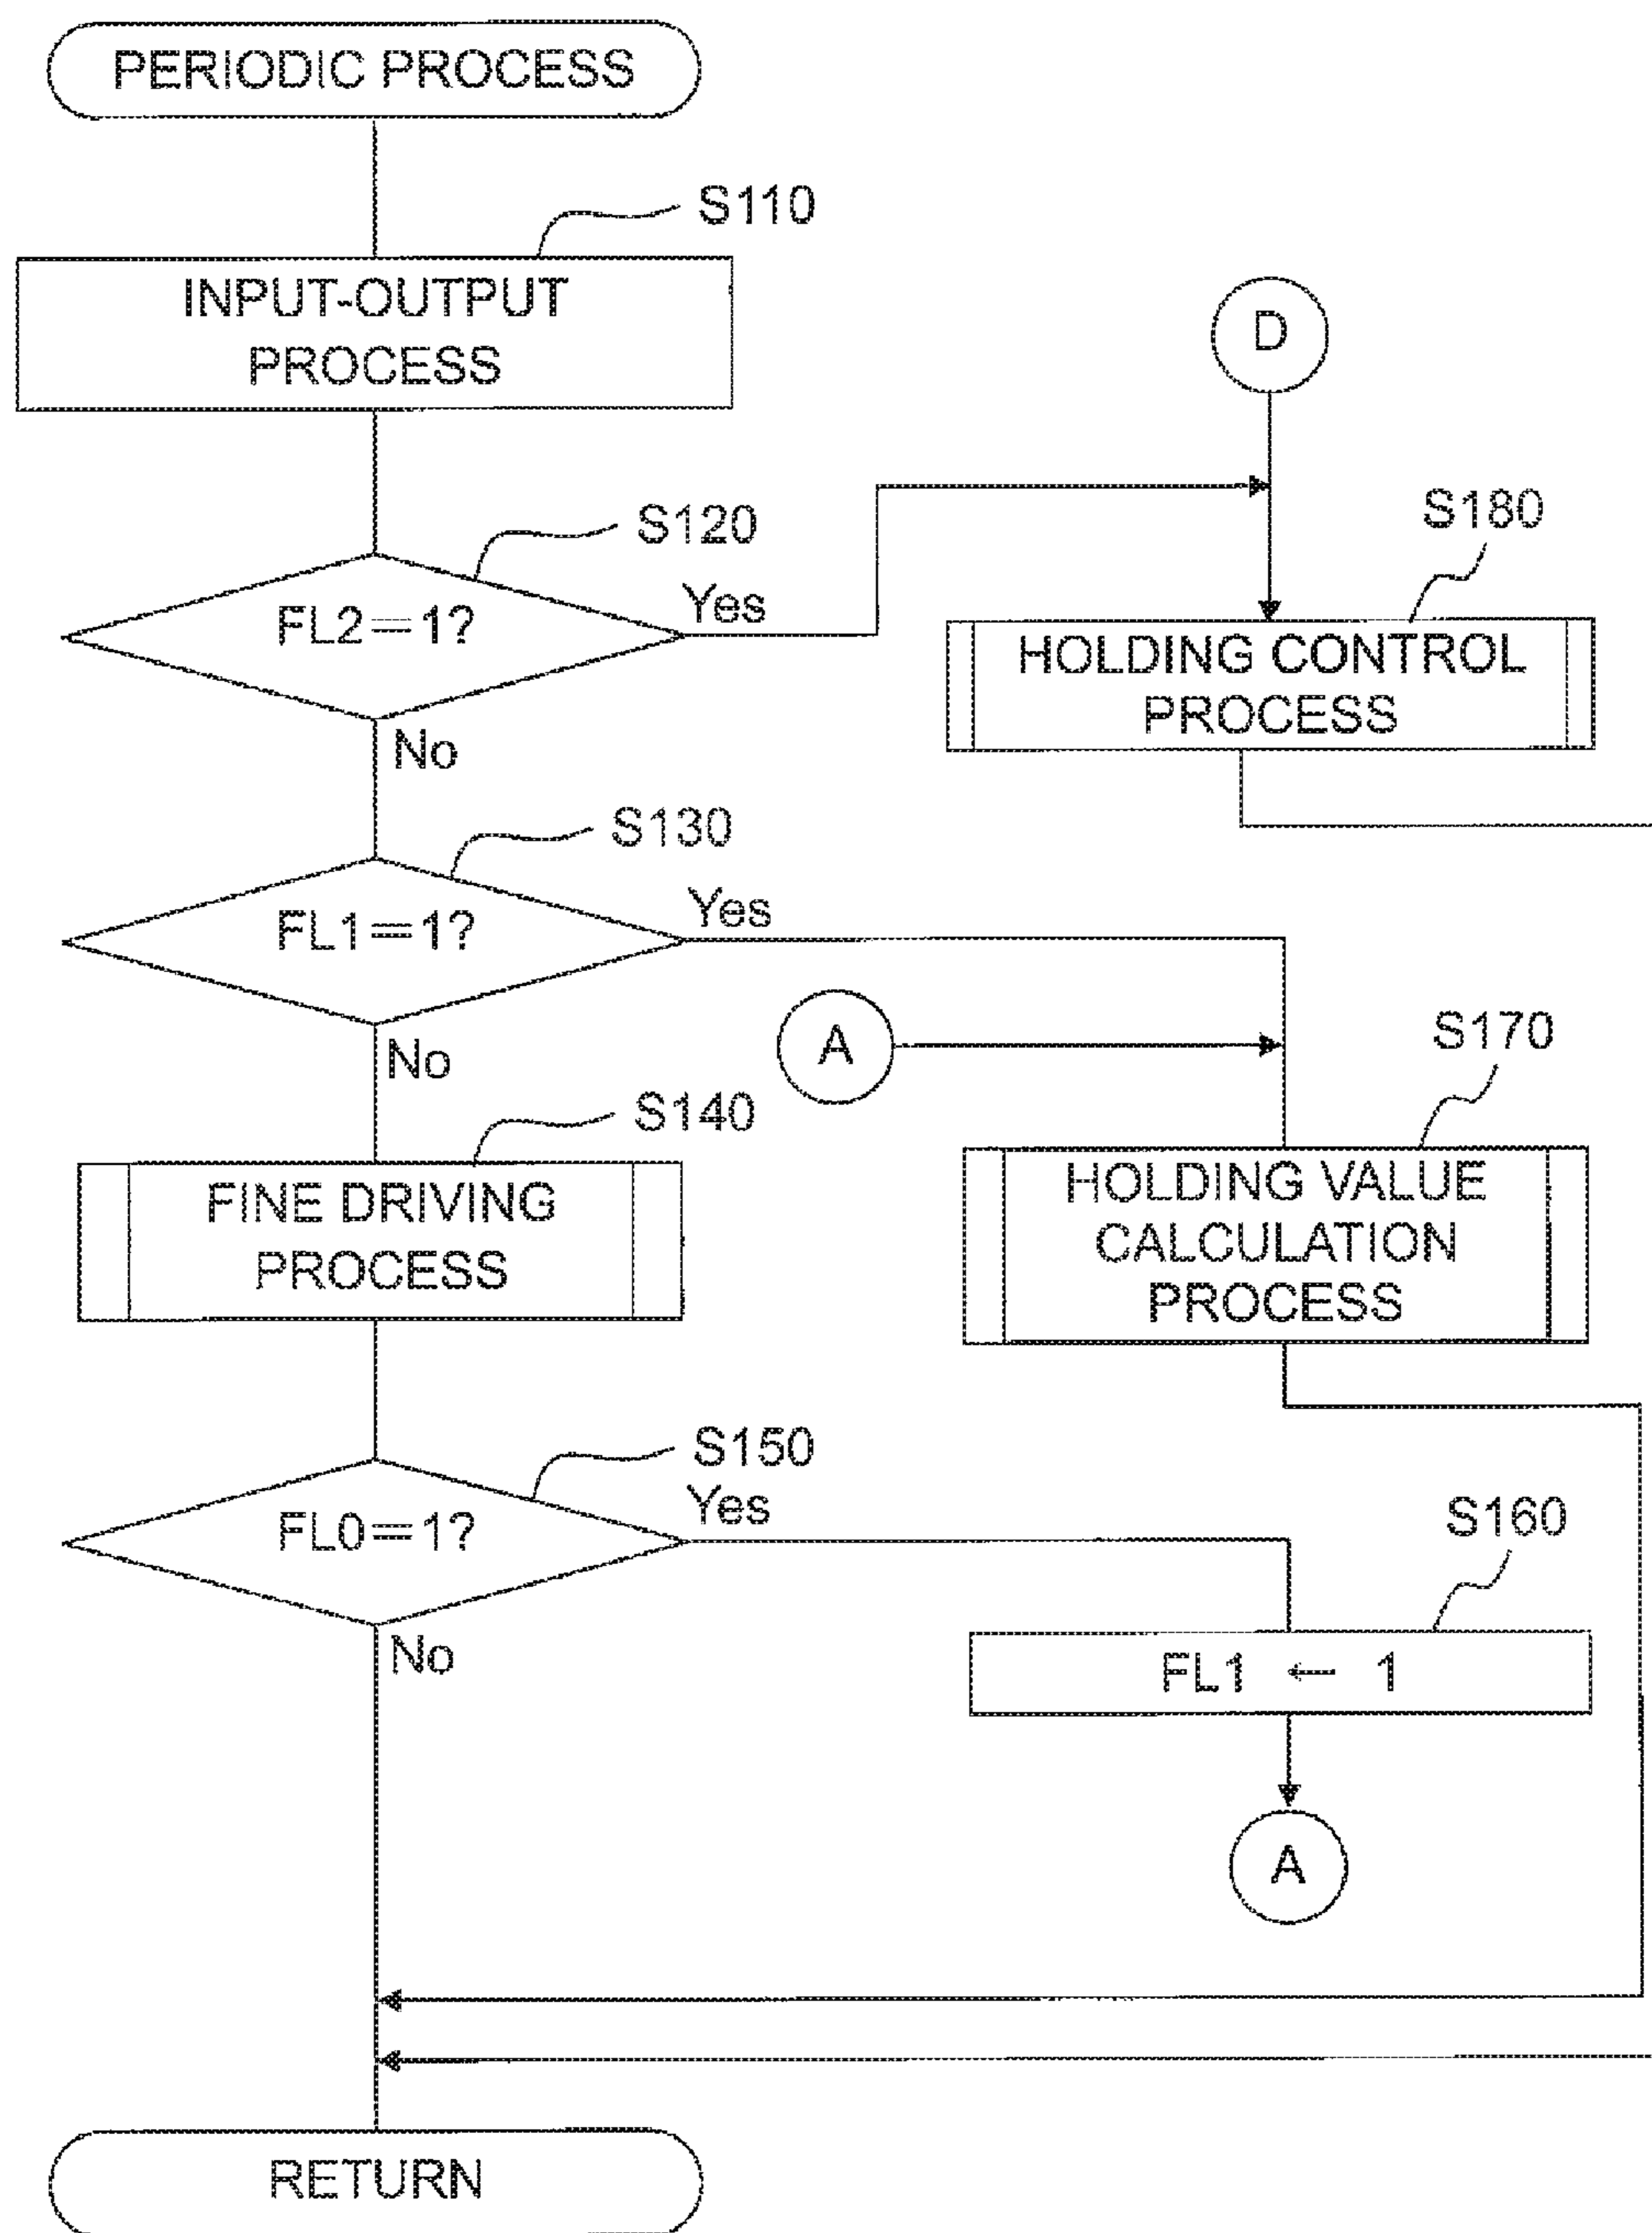 PERIODIC PROCESS
S110
INPUT-OUTPUT
PROCESS
D
S120
FL2==1?
Yes
No
S180
HOLDING CONTROL
PROCESS
S130
FL1==1?
Yes
No
A
S170
HOLDING VALUE
CALCULATION
PROCESS
S140
FINE DRIVING
PROCESS
S150
FL0==1?
Yes
No
S160
FL1 ← 1
A
RETURN